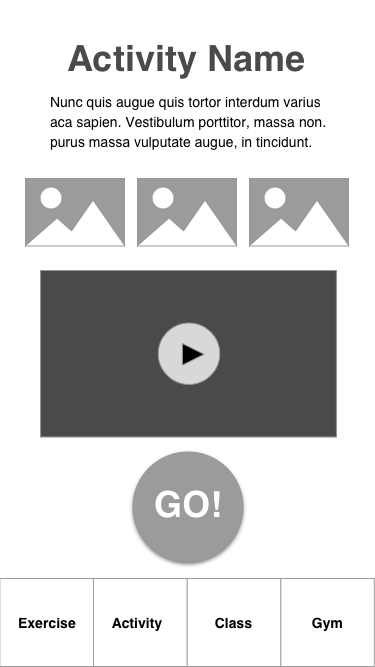 Activity Name
Nunc quis augue quis tortor interdum varius
aca sapien. Vestibulum porttitor, massa non.
purus massa vulputate augue, in tincidunt.
GO!
Exercise Activity Class Gym